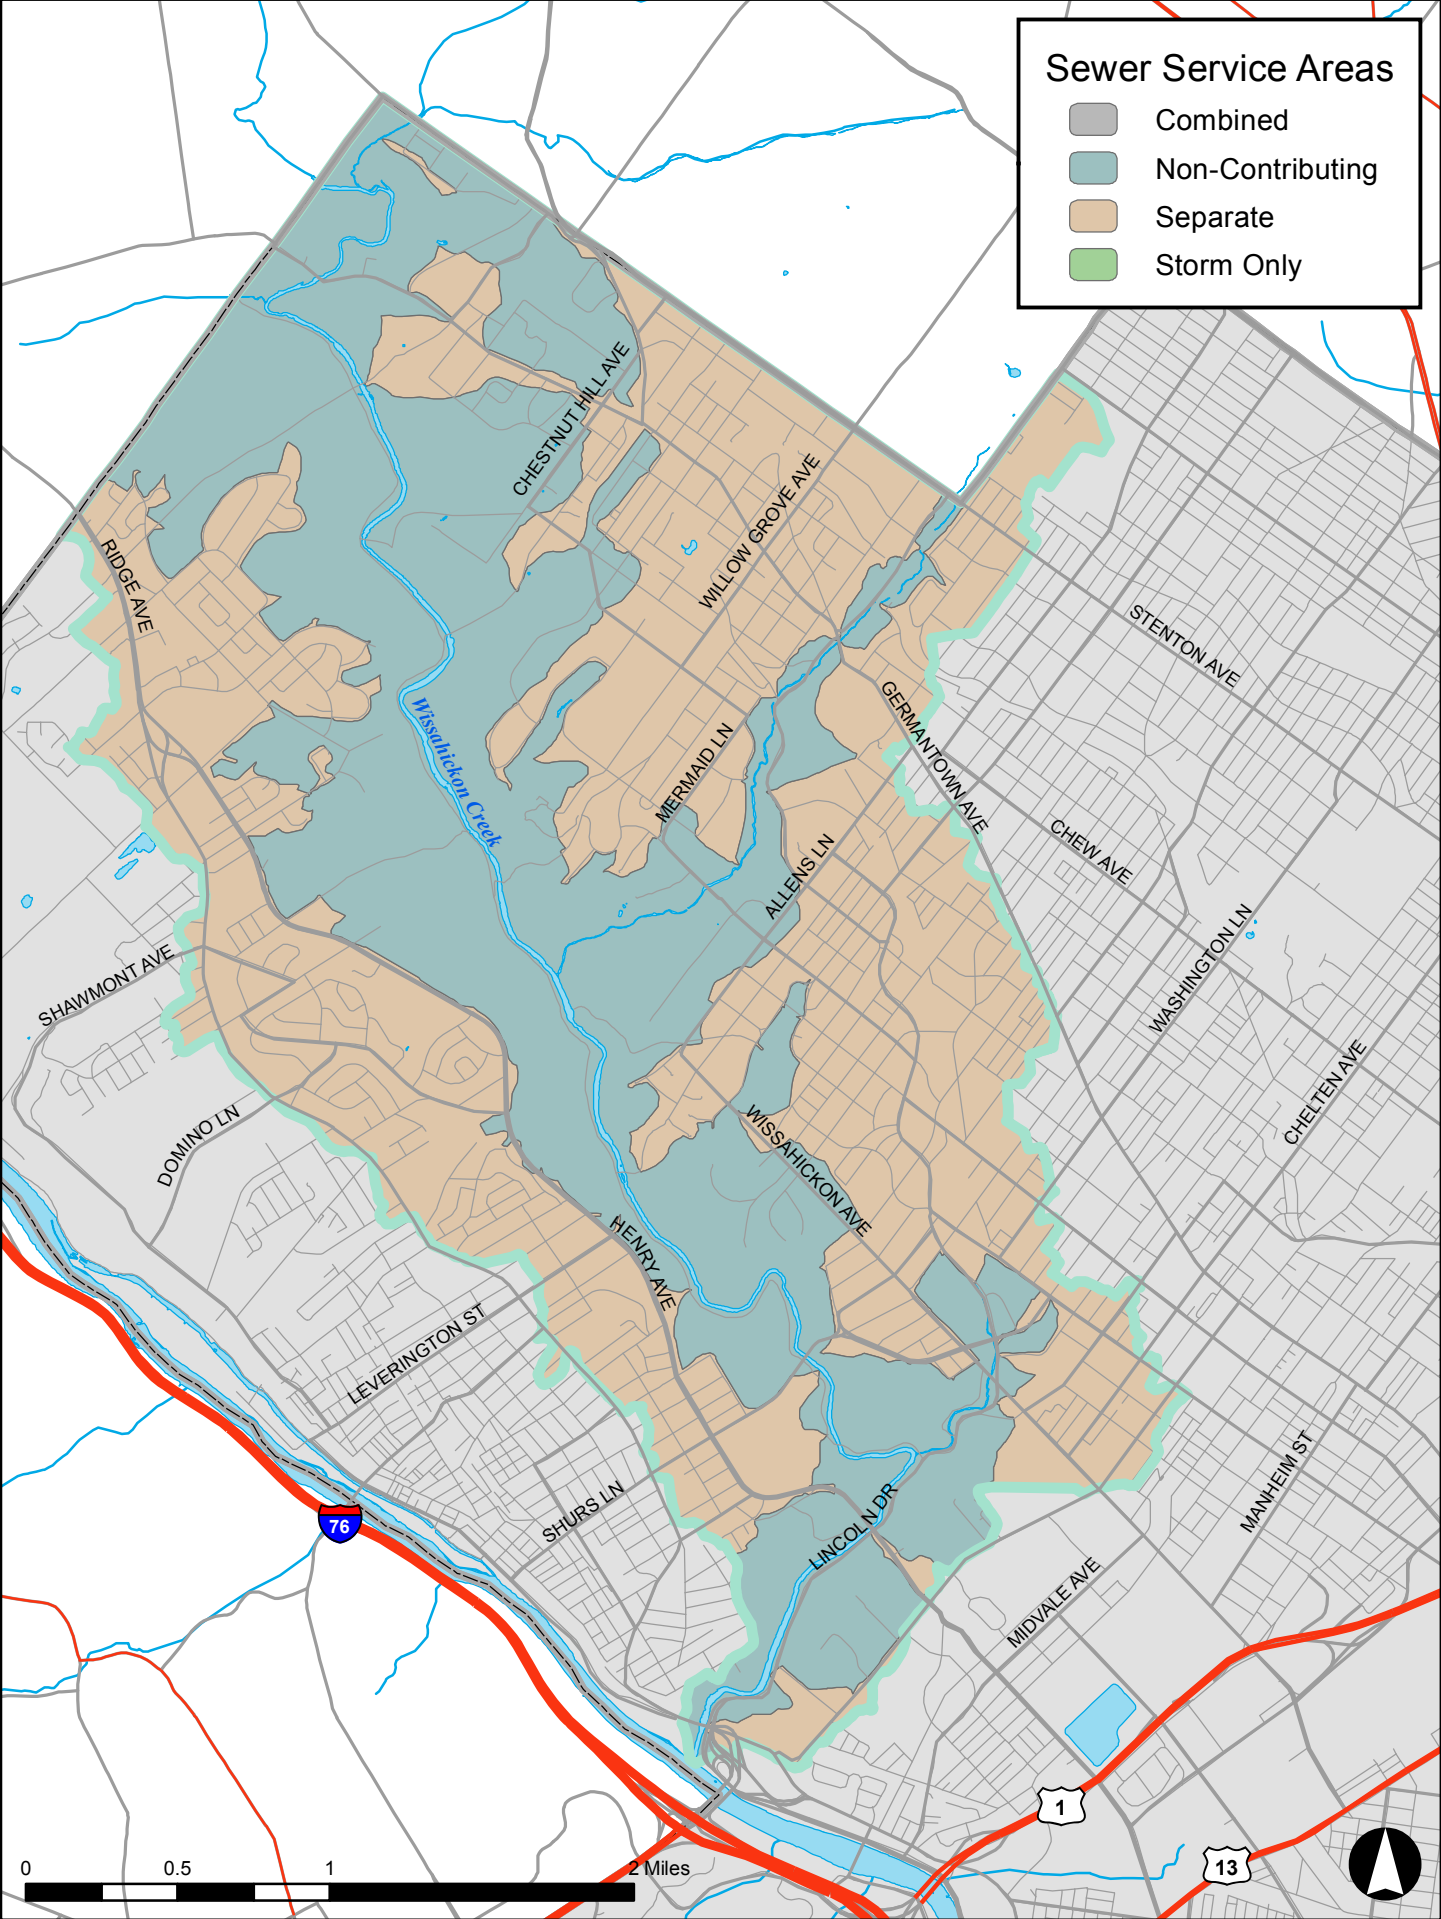 Sewer Service Areas
Combined
Non-Contributing
Separate
Storm Only
CHESTNUT HILL AVE
WILLOW GROVE AVE
RIDGE AVE
STENTON AVE
GERMANTOWN AVE
Wissahickon Creek
MERMAID LN
CHEW AVE
ALLENS LN
WASHINGTON LN
SHAWMONT AVE
CHELTEN AVE
DOMINO LN
WISSAHICKON AVE
HENRY AVE
LEVERINGTON ST
MANHEIM ST
SHURS LN
LINCOLN DR
76
MIDVALE AVE
1
13
0 0.5 1 2 Miles